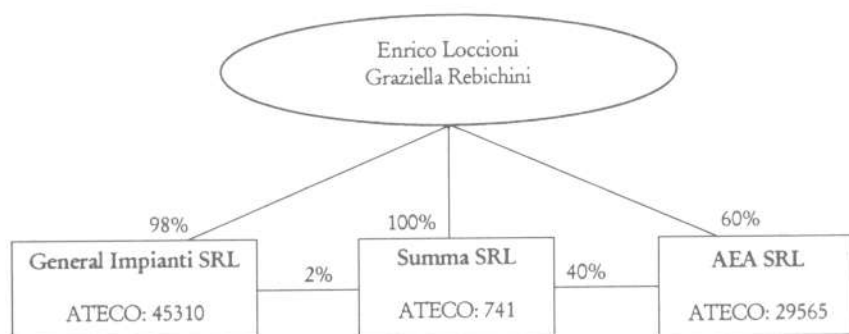 Enrico Loccioni
Graziella Rebichini
98%
100%
60%
General Impianti SRL
2%
Summa SRL
40%
AEA SRL
ATECO: 45310
ATECO: 741
ATECO: 29565